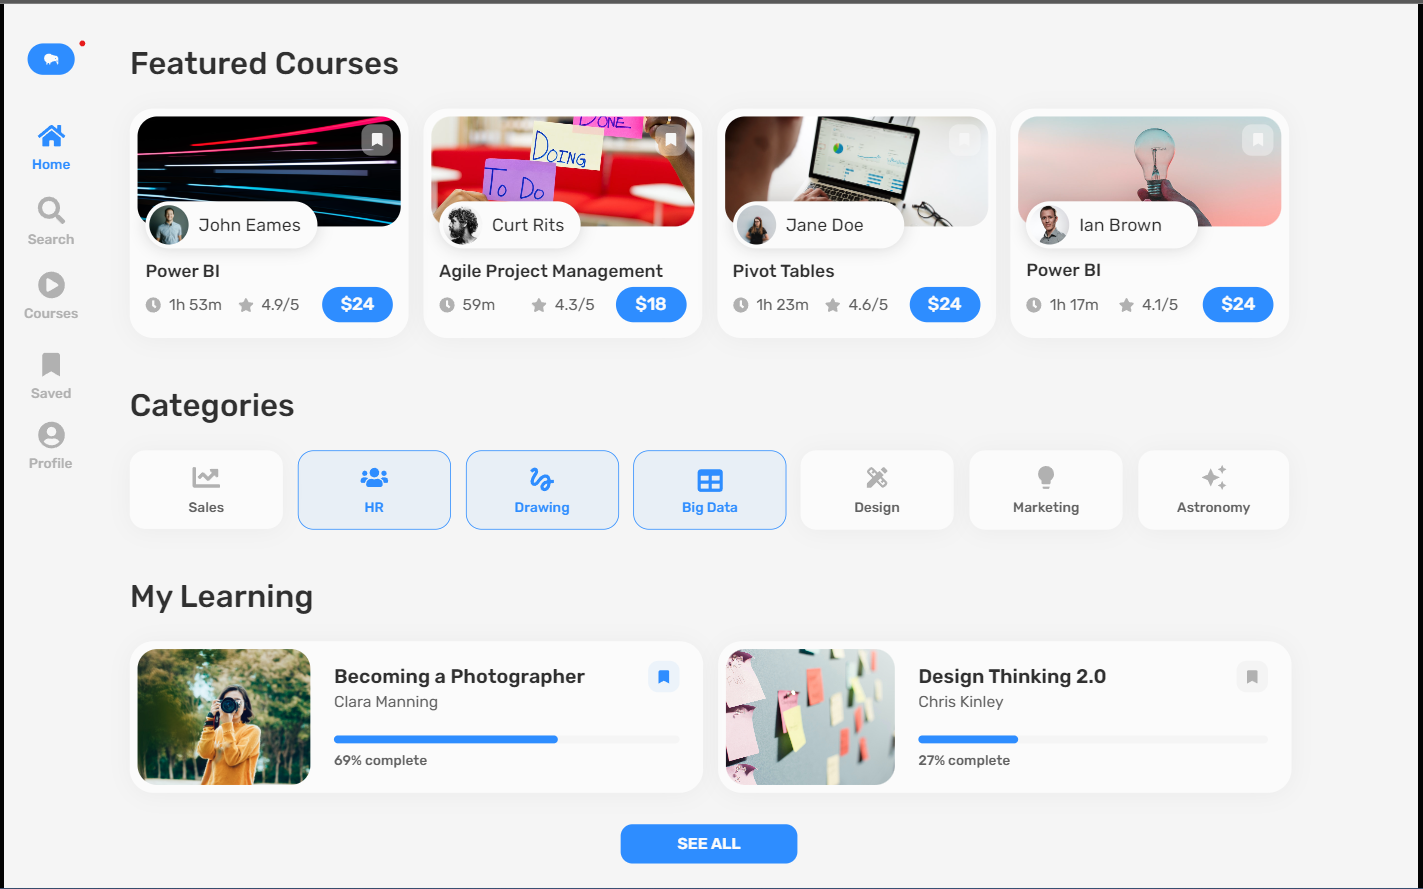 Featured Courses
Home
Search
Courses
Saved
Profile
DONE
DOING
To Do
John Eames
Power BI
1h 53m
4.9/5
$24
Curt Rits
Agile Project Management
59m
4.3/5
$18
Jane Doe
Pivot Tables
1h 23m
4.6/5
$24
Ian Brown
Power BI
1h 17m
4.1/5
$24
Categories
Sales
HR
Drawing
Big Data
Design
Marketing
Astronomy
My Learning
Becoming a Photographer
Clara Manning
69% complete
Design Thinking 2.0
Chris Kinley
27% complete
SEE ALL